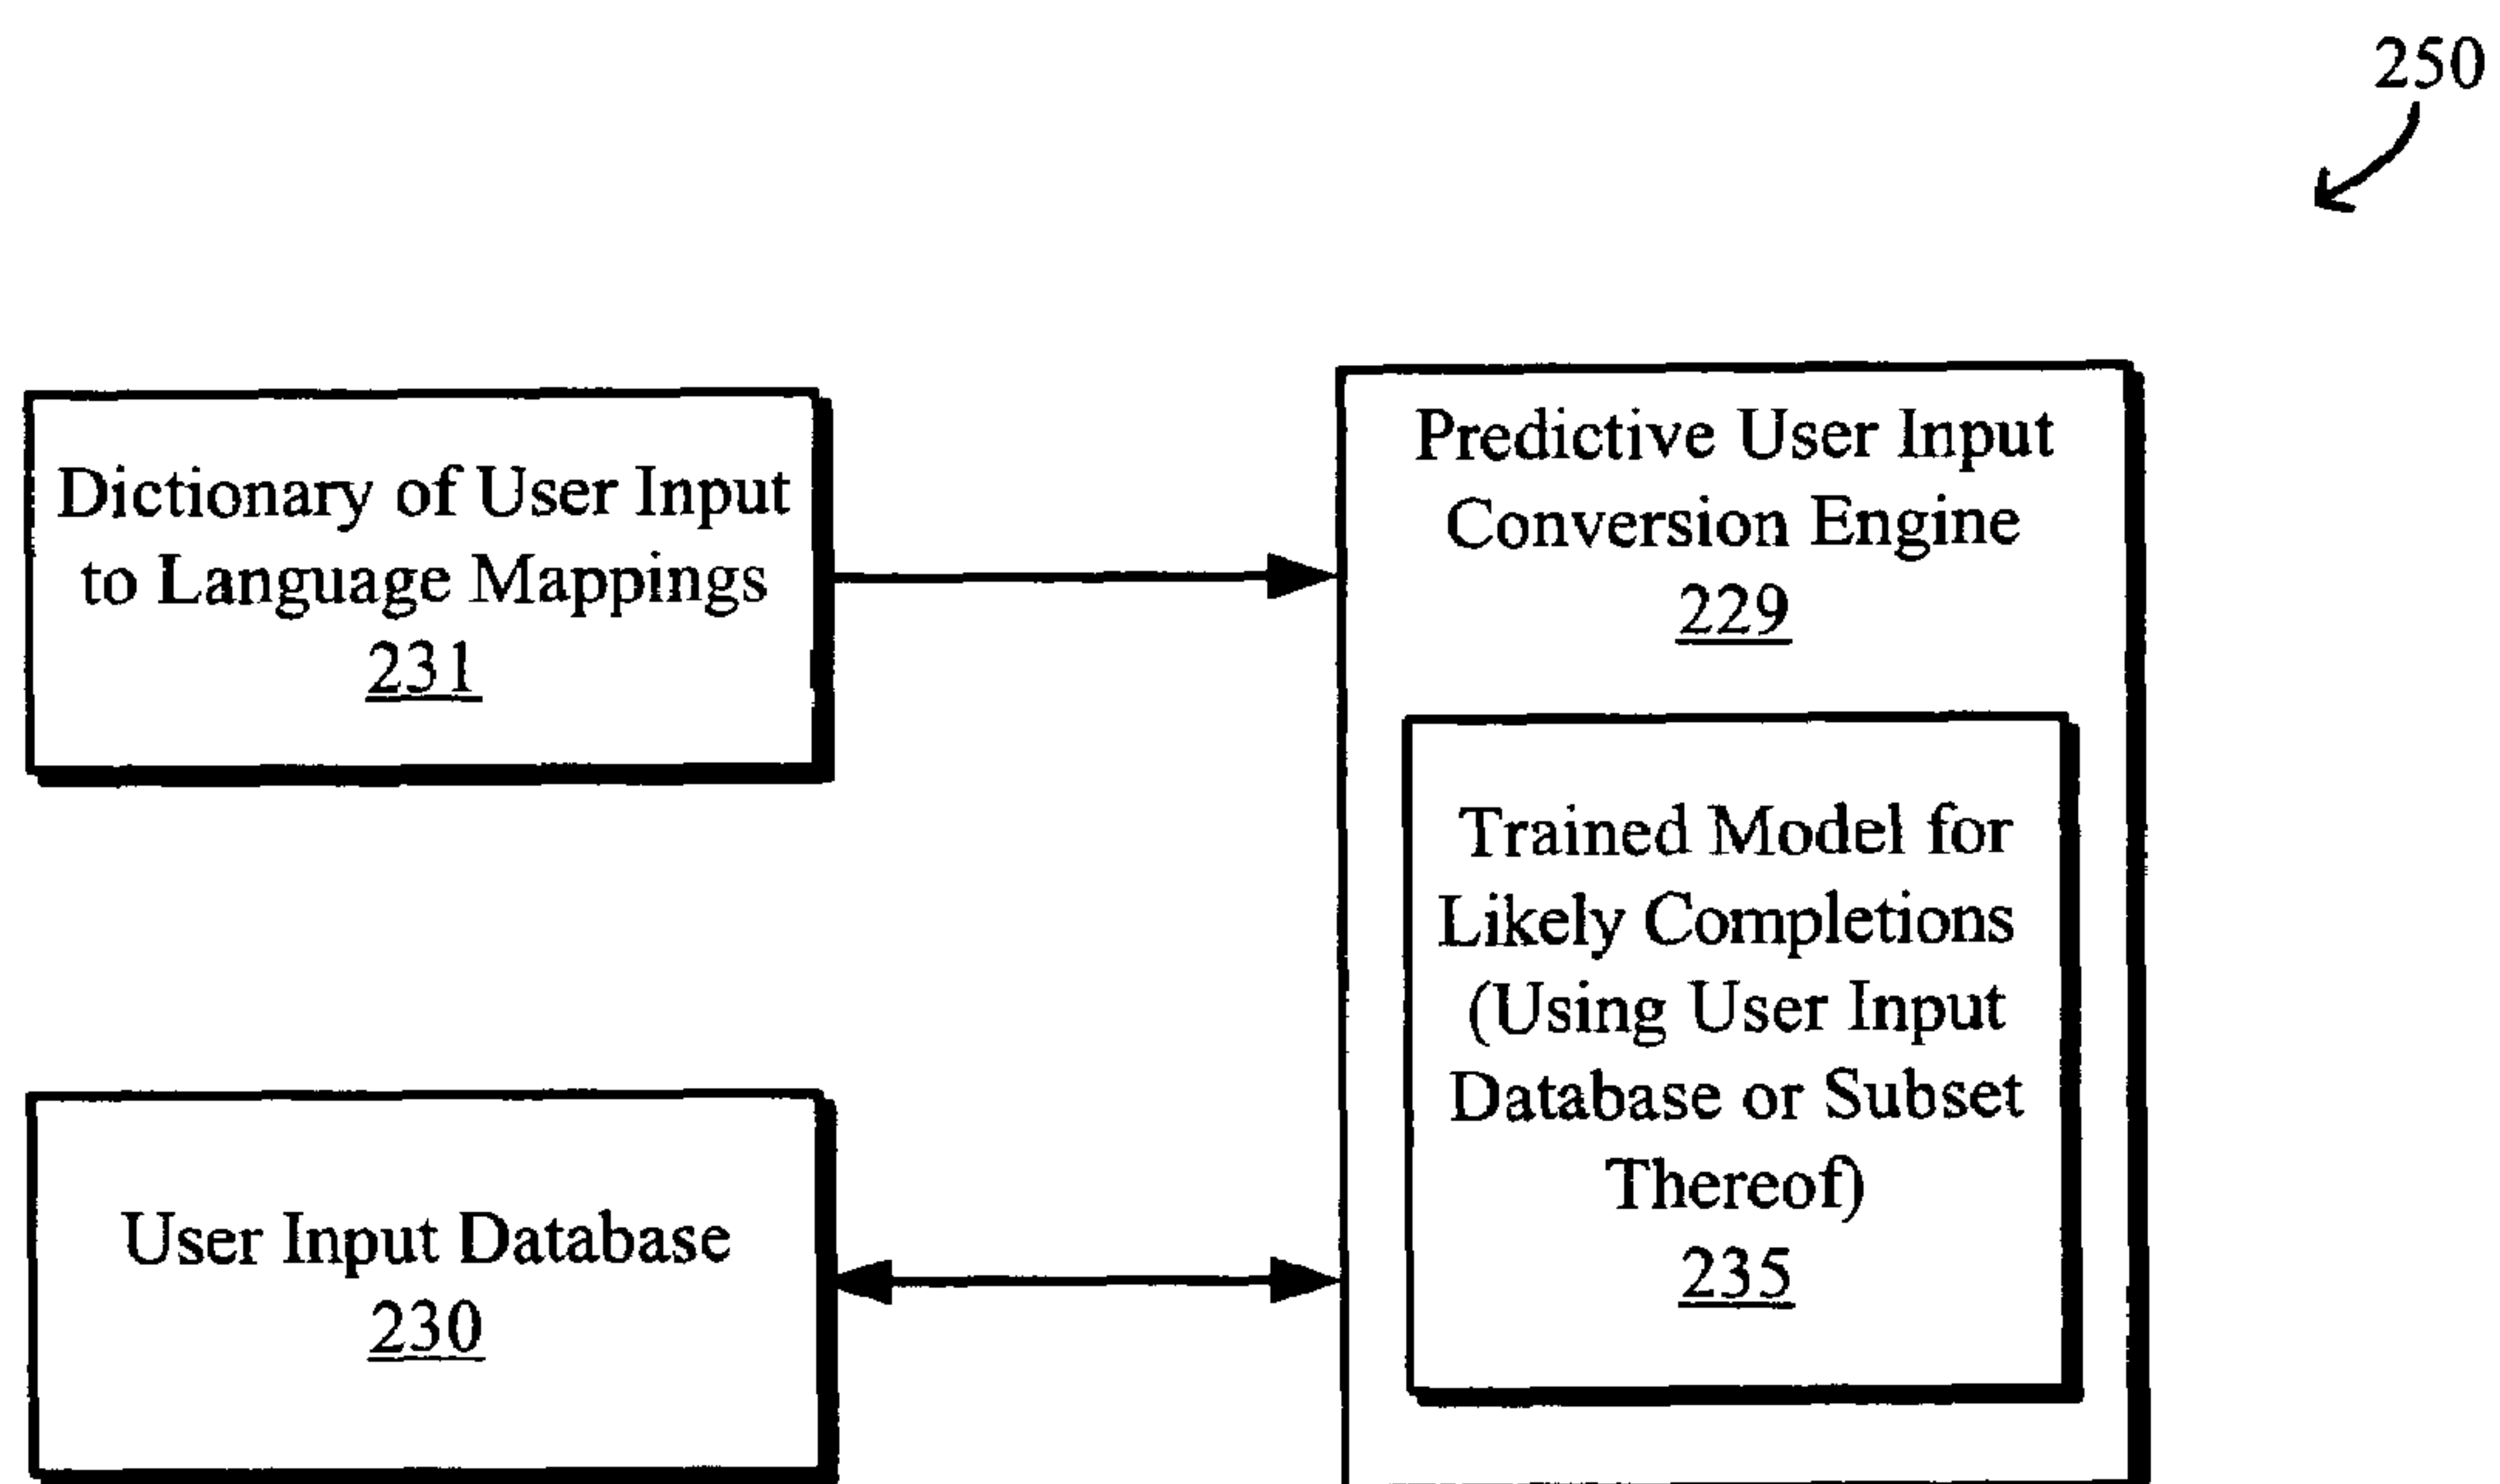 250
Dictionary of User Input
to Language Mappings
231
Predictive User Input
Conversion Engine
229
Trained Model for
Likely Completions
(Using User Input
Database or Subset
Thereof)
235
User Input Database
230